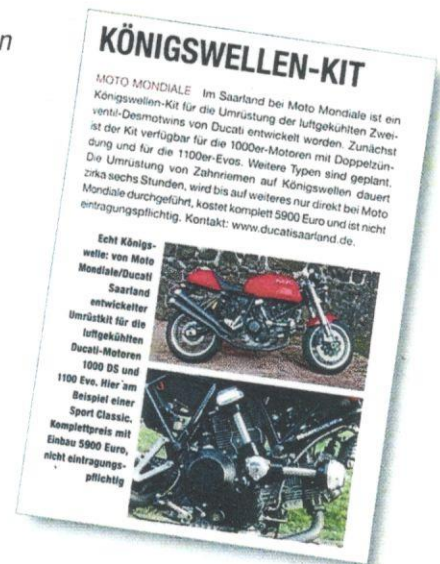 n
KÖNIGSWELLEN-KIT
MOTO MONDIALE Im Saarland bei Moto Mondiale ist ein
Königswellen-Kit für die Umrüstung der luftgekühlten Zwei-
ventil-Desmotwins von Ducati entwickelt worden. Zunächst
ist der Kit verfügbar für die 1000er-Motoren mit Doppelzün-
dung und für die 1100er-Evos. Weitere Typen sind geplant.
Die Umrüstung von Zahnriemen auf Königswellen dauert
zirka sechs Stunden, wird bis auf weiteres nur direkt bei Moto
Mondiale durchgeführt, kostet komplett 5900 Euro und ist nicht
eintragungspflichtig. Kontakt: www.ducatisaarland.de.
Echt Königs-
welle: von Moto
Mondiale/Ducati
Saarland
entwickelter
Umrüstkit für die
luftgekühlten
Ducati-Motoren
1000 DS und
1100 Evo. Hier am
Beispiel einer
Sport Classic.
Komplettpreis mit
Einbau 5900 Euro,
nicht eintragungs-
pflichtig